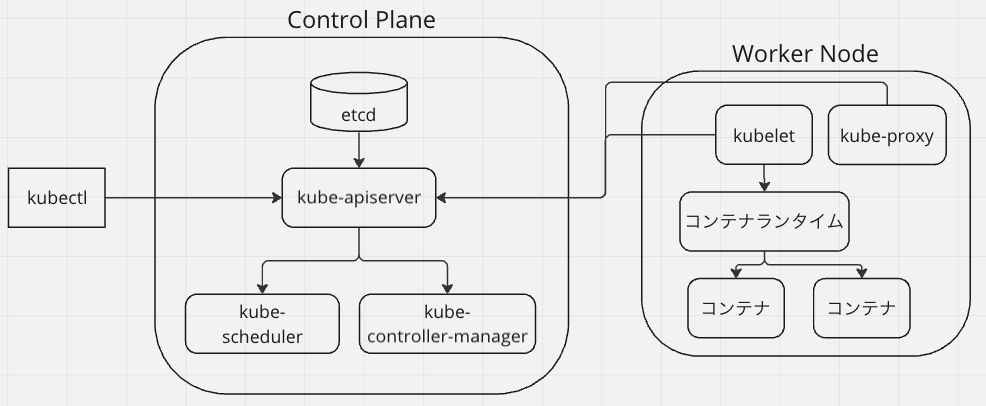 Control Plane
Worker Node
etcd
kubelet
kube-proxy
kubectl
kube-apiserver
コンテナランタイム
kube-
scheduler
kube-
controller-manager
コンテナ
コンテナ